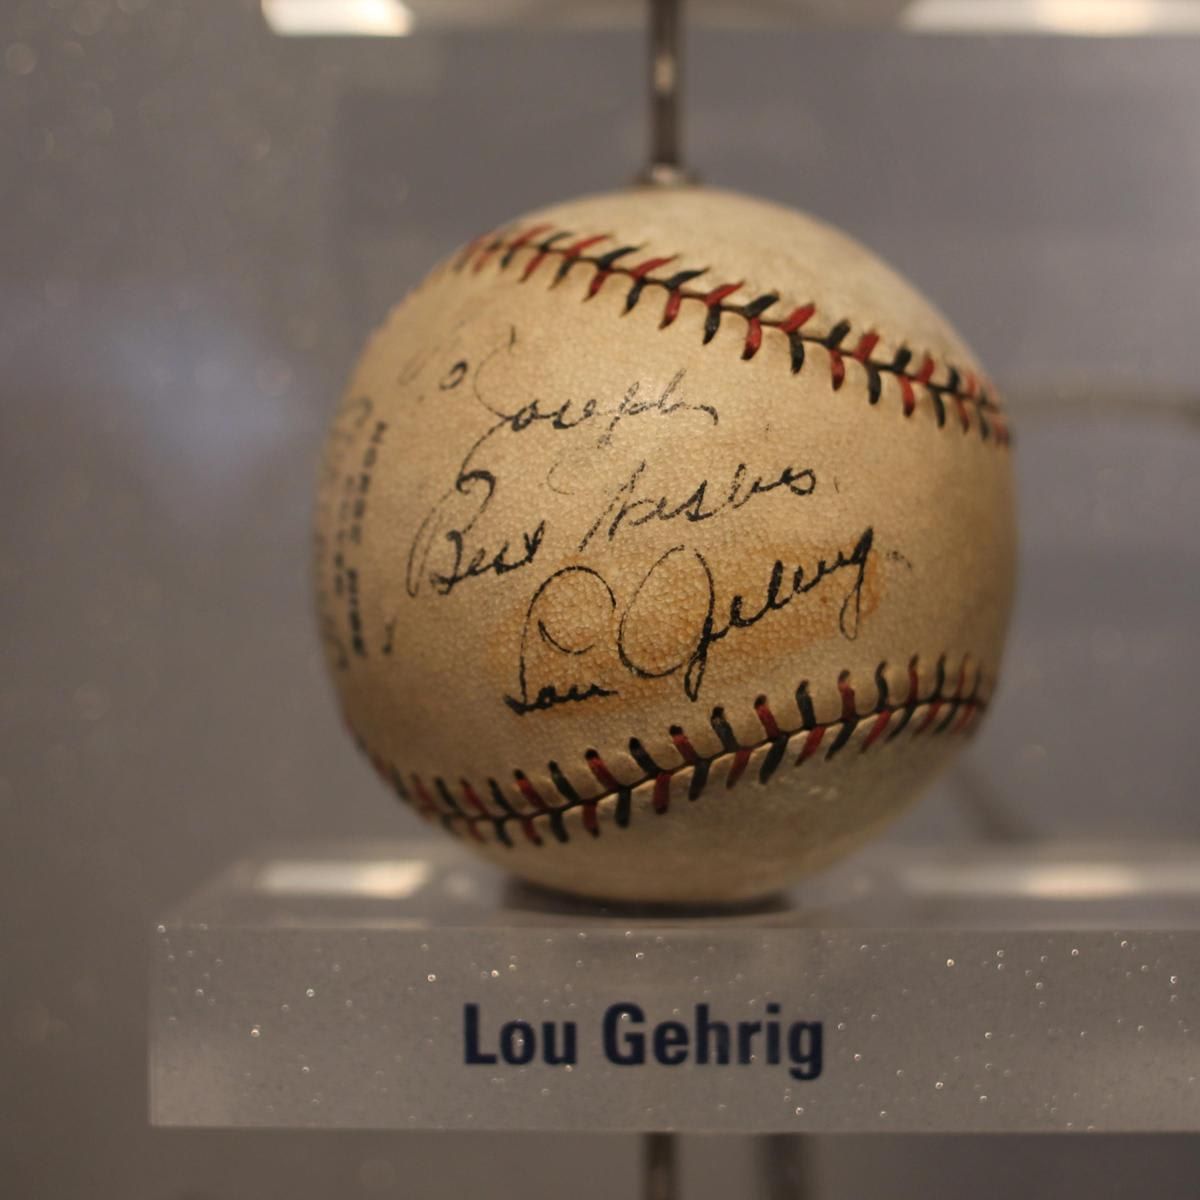 To Joseph
Best Wishes
Lou Gehrig
Lou Gehrig